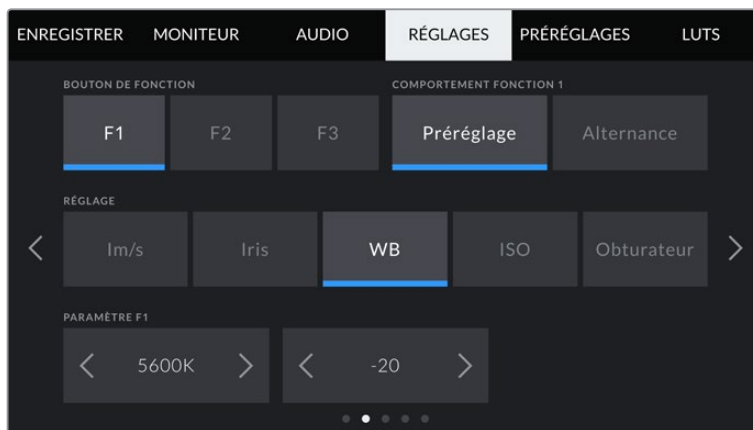 ENREGISTRER MONITEUR AUDIO RÉGLAGES PRÉRÉGLAGES LUTS
BOUTON DE FONCTION COMPORTEMENT FONCTION 1
F1 F2 F3 Préréglage Alternance
RÉGLAGE
Im/s Iris WB ISO Obturateur
PARAMÈTRE F1
5600K -20